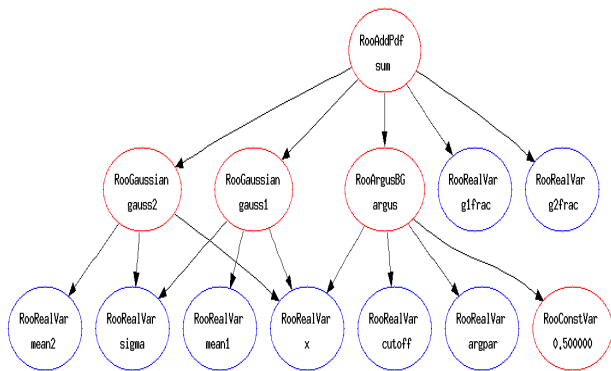 RooAddPdf
sum
RooGaussian
gauss2
RooGaussian
gauss1
RooArgusBG
argus
RooRealVar
g1frac
RooRealVar
g2frac
RooRealVar
mean2
RooRealVar
sigma
RooRealVar
mean1
RooRealVar
x
RooRealVar
cutoff
RooRealVar
argpar
RooConstVar
0.500000